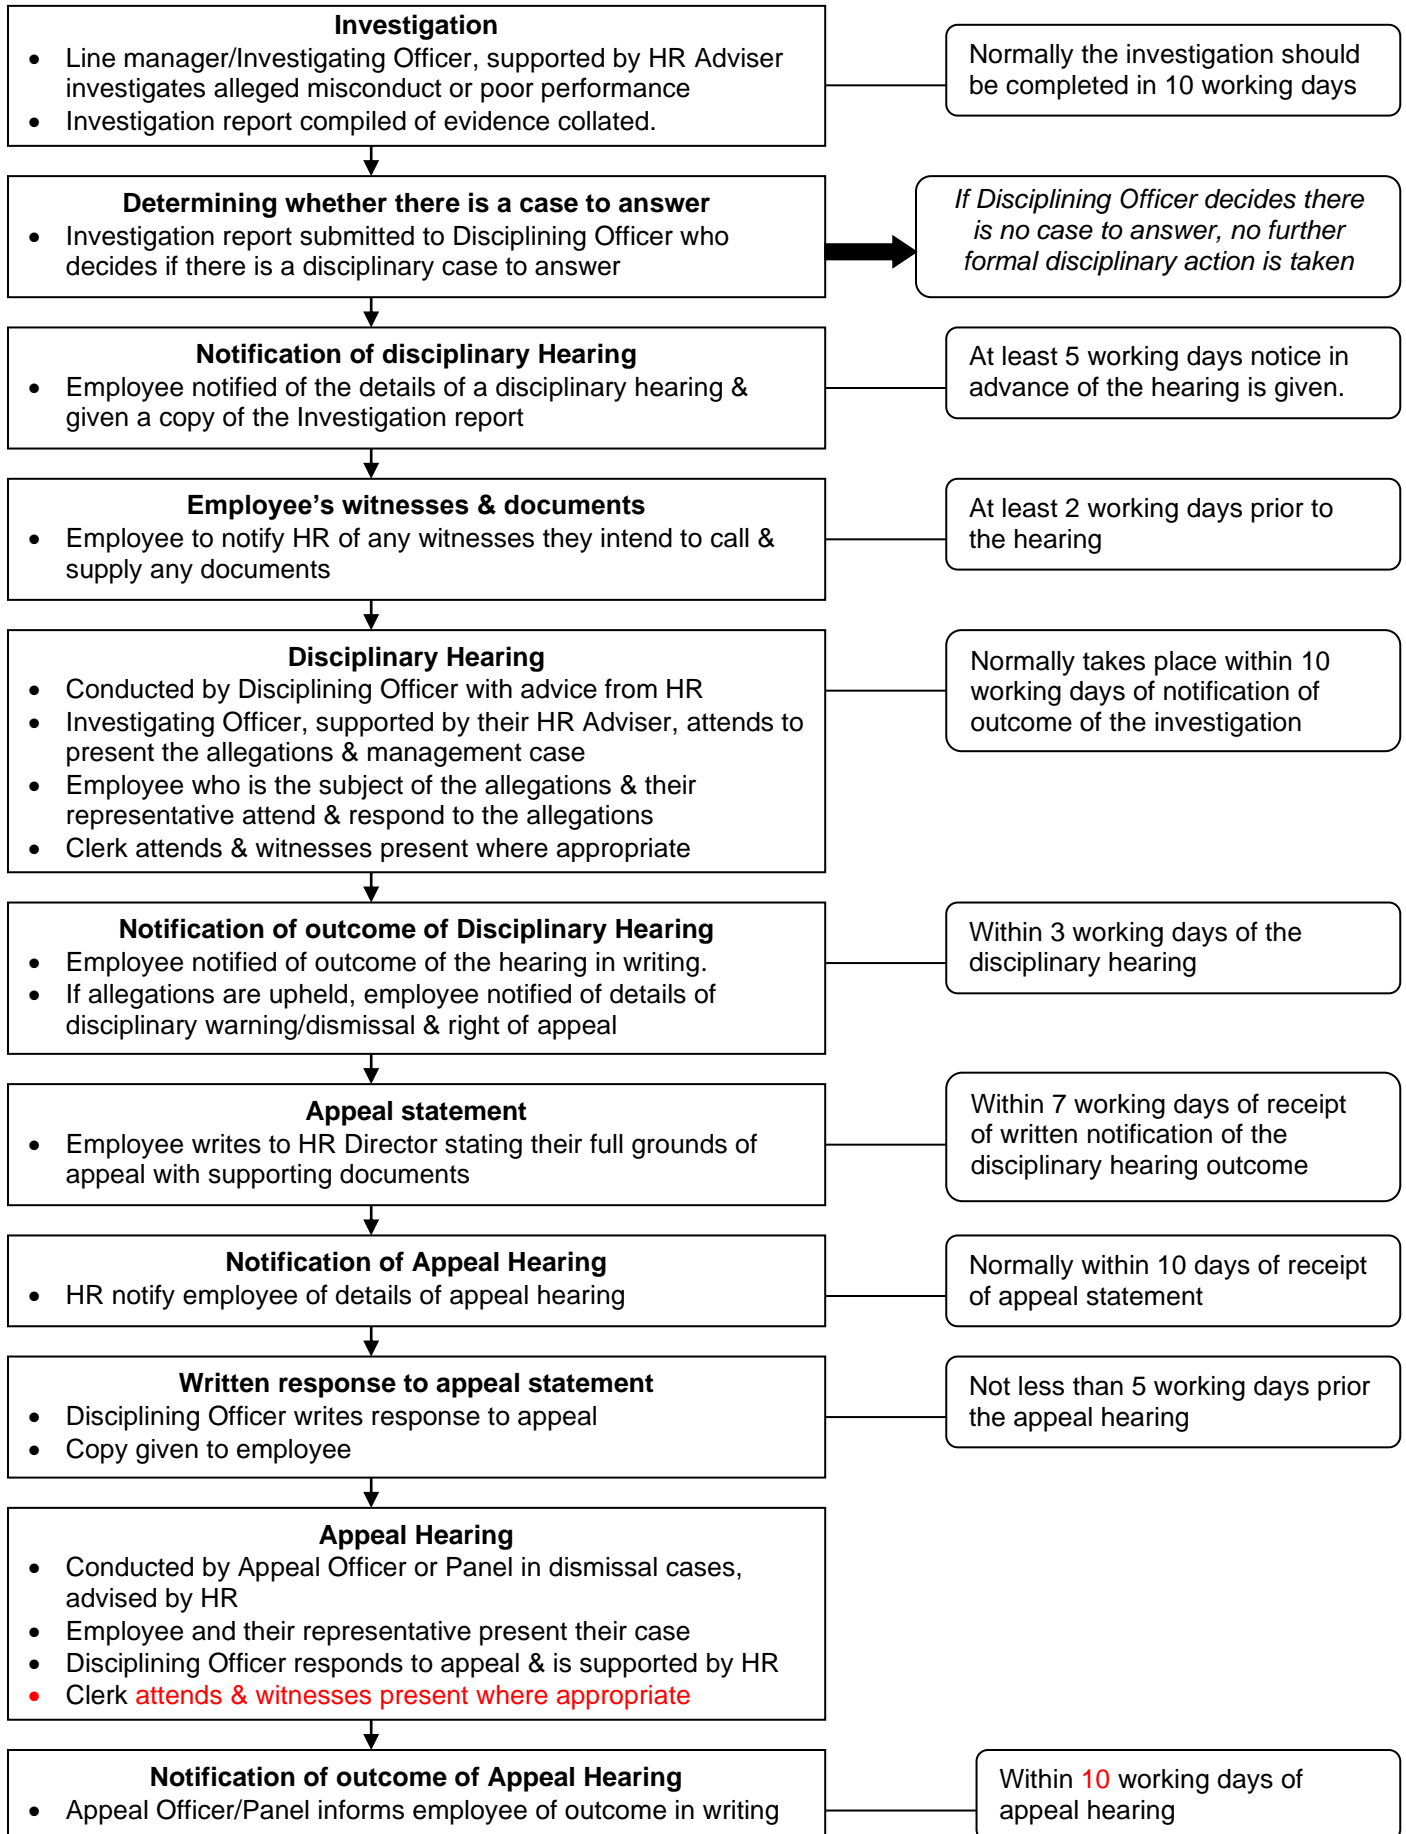 Investigation
• Line manager/Investigating Officer, supported by HR Adviser
investigates alleged misconduct or poor performance
• Investigation report compiled of evidence collated.
Normally the investigation should
be completed in 10 working days
Determining whether there is a case to answer
• Investigation report submitted to Disciplining Officer who
decides if there is a disciplinary case to answer
If Disciplining Officer decides there
is no case to answer, no further
formal disciplinary action is taken
Notification of disciplinary Hearing
• Employee notified of the details of a disciplinary hearing &
given a copy of the Investigation report
At least 5 working days notice in
advance of the hearing is given.
Employee’s witnesses & documents
• Employee to notify HR of any witnesses they intend to call &
supply any documents
At least 2 working days prior to
the hearing
Disciplinary Hearing
• Conducted by Disciplining Officer with advice from HR
• Investigating Officer, supported by their HR Adviser, attends to
present the allegations & management case
• Employee who is the subject of the allegations & their
representative attend & respond to the allegations
• Clerk attends & witnesses present where appropriate
Normally takes place within 10
working days of notification of
outcome of the investigation
Notification of outcome of Disciplinary Hearing
• Employee notified of outcome of the hearing in writing.
• If allegations are upheld, employee notified of details of
disciplinary warning/dismissal & right of appeal
Within 3 working days of the
disciplinary hearing
Appeal statement
• Employee writes to HR Director stating their full grounds of
appeal with supporting documents
Within 7 working days of receipt
of written notification of the
disciplinary hearing outcome
Notification of Appeal Hearing
• HR notify employee of details of appeal hearing
Normally within 10 days of receipt
of appeal statement
Written response to appeal statement
• Disciplining Officer writes response to appeal
• Copy given to employee
Not less than 5 working days prior
the appeal hearing
Appeal Hearing
• Conducted by Appeal Officer or Panel in dismissal cases,
advised by HR
• Employee and their representative present their case
• Disciplining Officer responds to appeal & is supported by HR
• Clerk attends & witnesses present where appropriate
Notification of outcome of Appeal Hearing
• Appeal Officer/Panel informs employee of outcome in writing
Within 10 working days of
appeal hearing